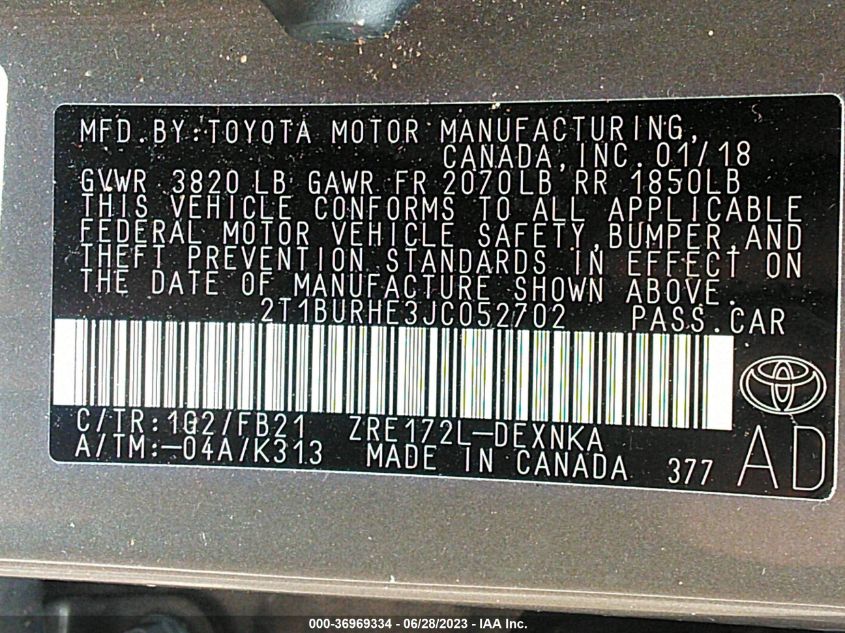 MFD.BY:TOYOTA MOTOR MANUFACTURING,
CANADA,INC.01/18
GVWR 3820 LB GAWR FR 2070LB RR 1850LB
THIS VEHICLE CONFORMS TO ALL APPLICABLE
FEDERAL MOTOR VEHICLE SAFETY,BUMPER,AND
THEFT PREVENTION STANDARDS IN EFFECT ON
THE DATE OF MANUFACTURE SHOWN ABOVE.
2T1BURHE3JC052702 PASS.CAR
C/TR:1G2/FB21 ZRE172L-DEXNKA
A/TM:-04A/K313 MADE IN CANADA 377 AD
000-36969334 - 06/28/2023 - IAA Inc.